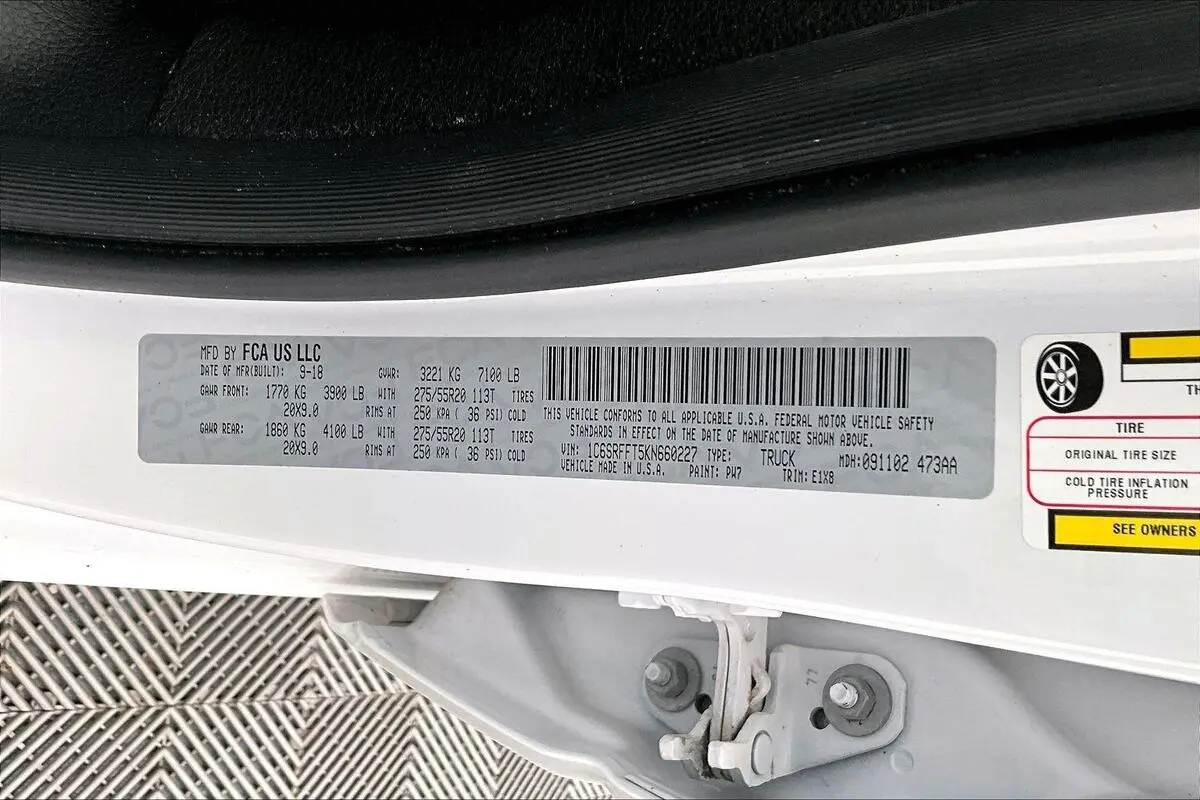 MFD BY FCA US LLC
DATE OF MFR(BUILT): 9-18 GVWR: 3221 KG 7100 LB
GAWR FRONT: 1770 KG 3900 LB WITH 275/55R20 113T TIRES
20X9.0 RIMS AT 250 KPA ( 36 PSI) COLD
GAWR REAR: 1860 KG 4100 LB WITH 275/55R20 113T TIRES
20X9.0 RIMS AT 250 KPA ( 36 PSI) COLD
THIS VEHICLE CONFORMS TO ALL APPLICABLE U.S.A. FEDERAL MOTOR VEHICLE SAFETY
STANDARDS IN EFFECT ON THE DATE OF MANUFACTURE SHOWN ABOVE.
VIN: 1C6SRFFT5KN660227 TYPE: TRUCK MDH:091102 473AA
VEHICLE MADE IN U.S.A. PAINT: PW7 TRIM: E1X8
TH
TIRE
ORIGINAL TIRE SIZE
COLD TIRE INFLATION
PRESSURE
SEE OWNERS